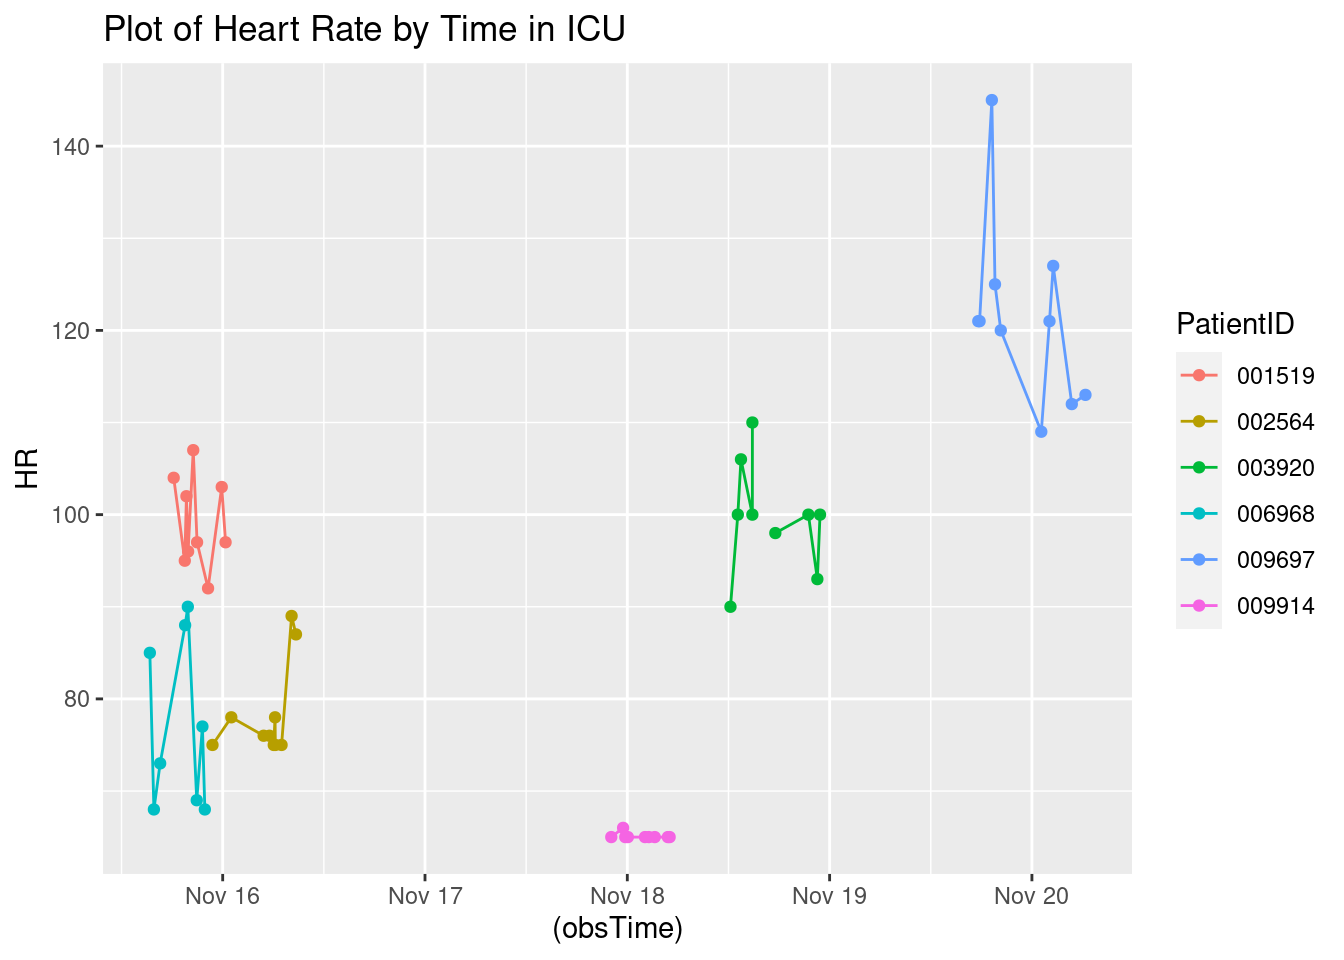 Plot of Heart Rate by Time in ICU
HR
140
120
100
80
Nov 16
Nov 17
Nov 18
Nov 19
Nov 20
(obsTime)
PatientID
001519
002564
003920
006968
009697
009914